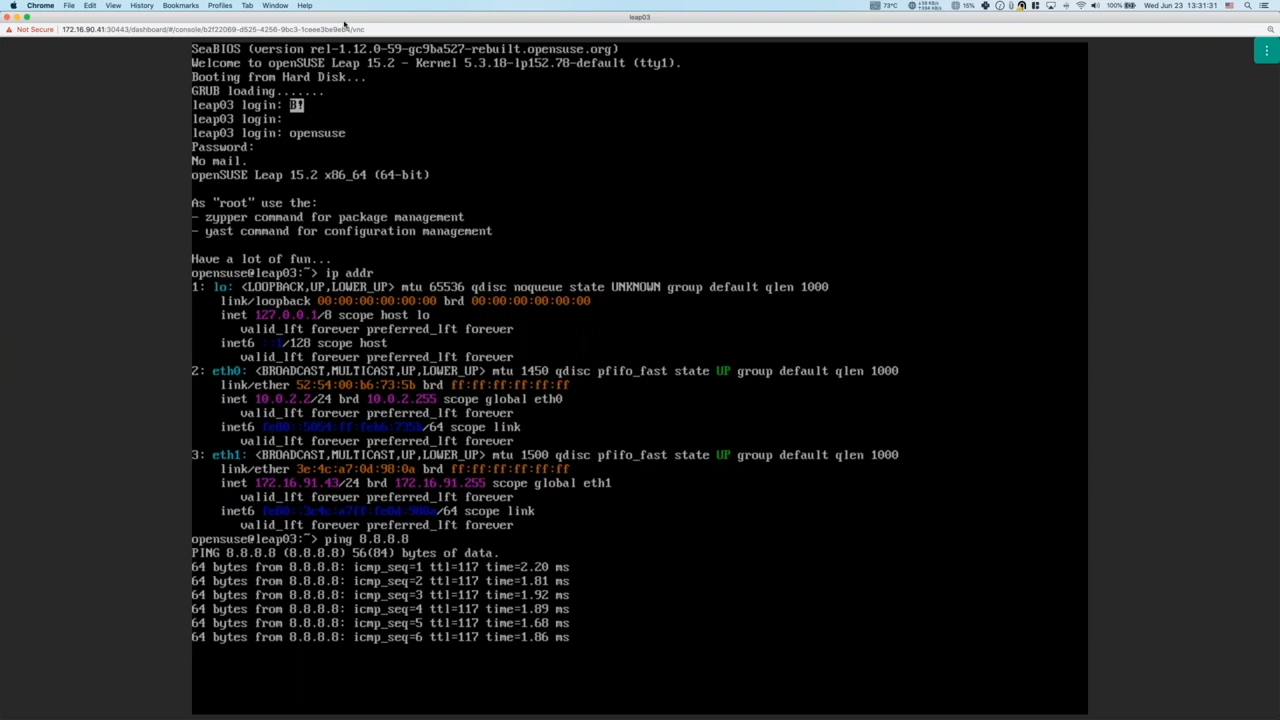 Chrome File Edit View History Bookmarks Profiles Tab Window Help 73°C 15% 100% Wed Jun 23 13:31:31
leap03
Not Secure 172.16.90.41:30443/dashboard/#/console/b2f22069-d525-4256-9bc3-1ceee3be9eb4/vnc
SeaBIOS (version rel-1.12.0-59-gc9ba527-rebuilt.opensuse.org)
Welcome to openSUSE Leap 15.2 - Kernel 5.3.18-lp152.78-default (tty1).
Booting from Hard Disk...
GRUB loading.......
leap03 login:
leap03 login:
leap03 login: opensuse
Password:
No mail.
openSUSE Leap 15.2 x86_64 (64-bit)
As "root" use the:
- zypper command for package management
- yast command for configuration management
Have a lot of fun...
opensuse@leap03:~> ip addr
1: lo: <LOOPBACK,UP,LOWER_UP> mtu 65536 qdisc noqueue state UNKNOWN group default qlen 1000
link/loopback 00:00:00:00:00:00 brd 00:00:00:00:00:00
inet 127.0.0.1/8 scope host lo
valid_lft forever preferred_lft forever
inet6 ::1/128 scope host
valid_lft forever preferred_lft forever
2: eth0: <BROADCAST,MULTICAST,UP,LOWER_UP> mtu 1450 qdisc pfifo_fast state UP group default qlen 1000
link/ether 52:54:00:b6:73:5b brd ff:ff:ff:ff:ff:ff
inet 10.0.2.2/24 brd 10.0.2.255 scope global eth0
valid_lft forever preferred_lft forever
inet6 fe80::5054:ff:feb6:735b/64 scope link
valid_lft forever preferred_lft forever
3: eth1: <BROADCAST,MULTICAST,UP,LOWER_UP> mtu 1500 qdisc pfifo_fast state UP group default qlen 1000
link/ether 3e:4c:a7:0d:98:0a brd ff:ff:ff:ff:ff:ff
inet 172.16.91.43/24 brd 172.16.91.255 scope global eth1
valid_lft forever preferred_lft forever
inet6 fe80::3c4c:a7ff:fe0d:980a/64 scope link
valid_lft forever preferred_lft forever
opensuse@leap03:~> ping 8.8.8.8
PING 8.8.8.8 (8.8.8.8) 56(84) bytes of data.
64 bytes from 8.8.8.8: icmp_seq=1 ttl=117 time=2.20 ms
64 bytes from 8.8.8.8: icmp_seq=2 ttl=117 time=1.81 ms
64 bytes from 8.8.8.8: icmp_seq=3 ttl=117 time=1.92 ms
64 bytes from 8.8.8.8: icmp_seq=4 ttl=117 time=1.89 ms
64 bytes from 8.8.8.8: icmp_seq=5 ttl=117 time=1.68 ms
64 bytes from 8.8.8.8: icmp_seq=6 ttl=117 time=1.86 ms